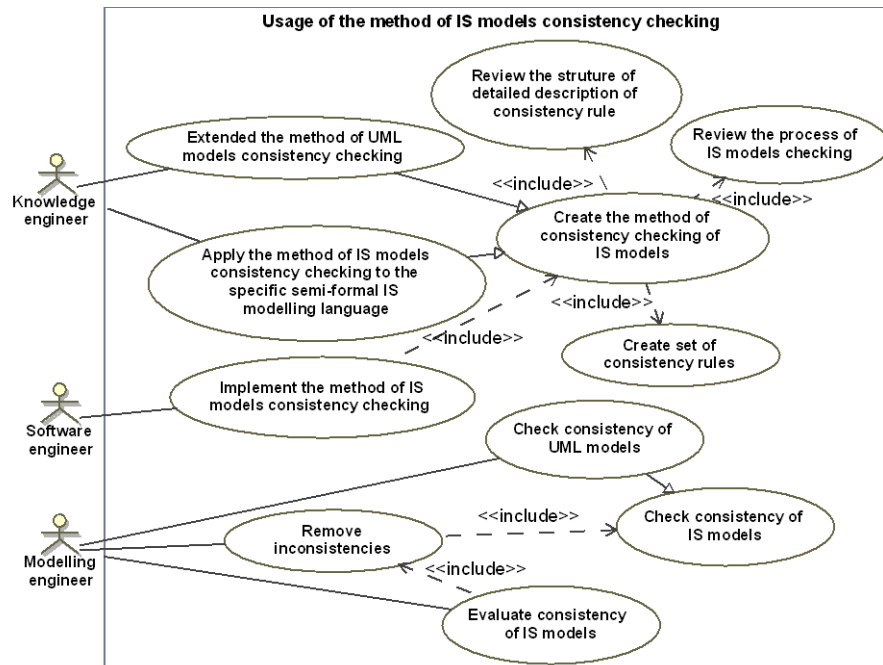 Usage of the method of IS models consistency checking
Review the struture of
detailed description of
consistency rule
Extended the method of UML
models consistency checking
Review the process of
IS models checking
<<include>>
<<include>>
Knowledge
engineer
Create the method of
consistency checking of
IS models
Apply the method of IS models
consistency checking to the
specific semi-formal IS
modelling language
<<include>>
<<include>>
Create set of
consistency rules
Implement the method of IS
models consistency checking
Software
engineer
Check consistency of
UML models
<<include>>
Check consistency of
IS models
Remove
inconsistencies
Modelling
engineer
<<include>>
Evaluate consistency
of IS models